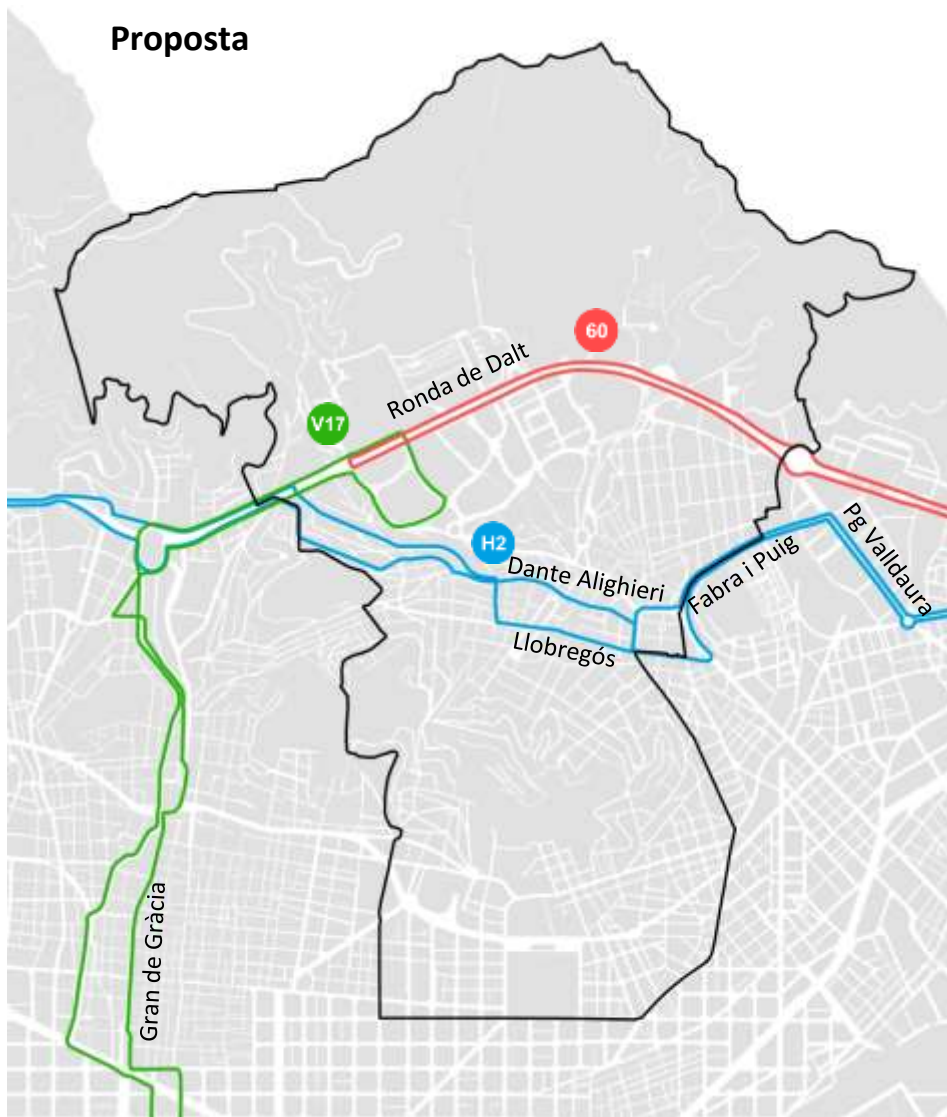 Proposta
60
Ronda de Dalt
V17
H2
Dante Alighieri
Fabra i Puig
Pg Valldaura
Llobregós
Gran de Gràcia